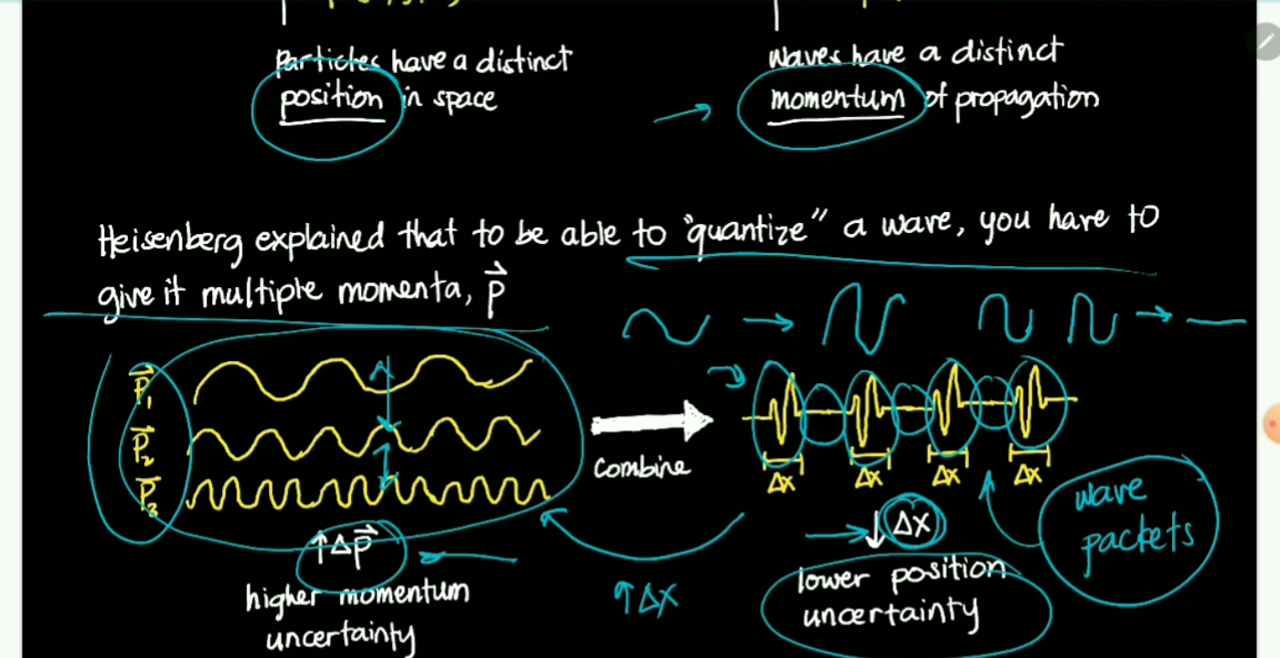 Particles have a distinct
position in space
waves have a distinct
momentum of propagation
Heisenberg explained that to be able to "quantize" a wave, you have to
give it multiple momenta, p⃗
p⃗₁
p⃗₂
p⃗₃
combine
Δx Δx Δx Δx
wave
packets
↑Δp⃗
higher momentum
uncertainty
↑Δx
↓Δx
lower position
uncertainty